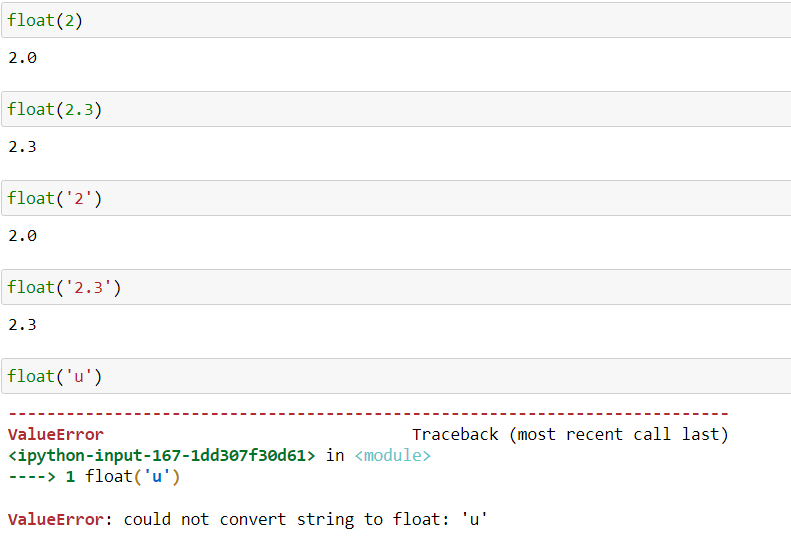 float(2)
2.0
float(2.3)
2.3
float('2')
2.0
float('2.3')
2.3
float('u')
---------------------------------------------------------------------------
ValueError                                Traceback (most recent call last)
<ipython-input-167-1dd307f30d61> in <module>
----> 1 float('u')
ValueError: could not convert string to float: 'u'